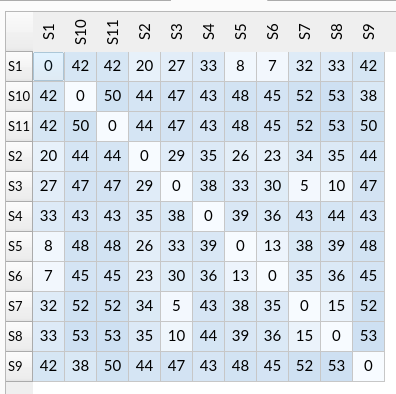 S1 S10 S11 S2 S3 S4 S5 S6 S7 S8 S9
S1 0 42 42 20 27 33 8 7 32 33 42
S10 42 0 50 44 47 43 48 45 52 53 38
S11 42 50 0 44 47 43 48 45 52 53 50
S2 20 44 44 0 29 35 26 23 34 35 44
S3 27 47 47 29 0 38 33 30 5 10 47
S4 33 43 43 35 38 0 39 36 43 44 43
S5 8 48 48 26 33 39 0 13 38 39 48
S6 7 45 45 23 30 36 13 0 35 36 45
S7 32 52 52 34 5 43 38 35 0 15 52
S8 33 53 53 35 10 44 39 36 15 0 53
S9 42 38 50 44 47 43 48 45 52 53 0